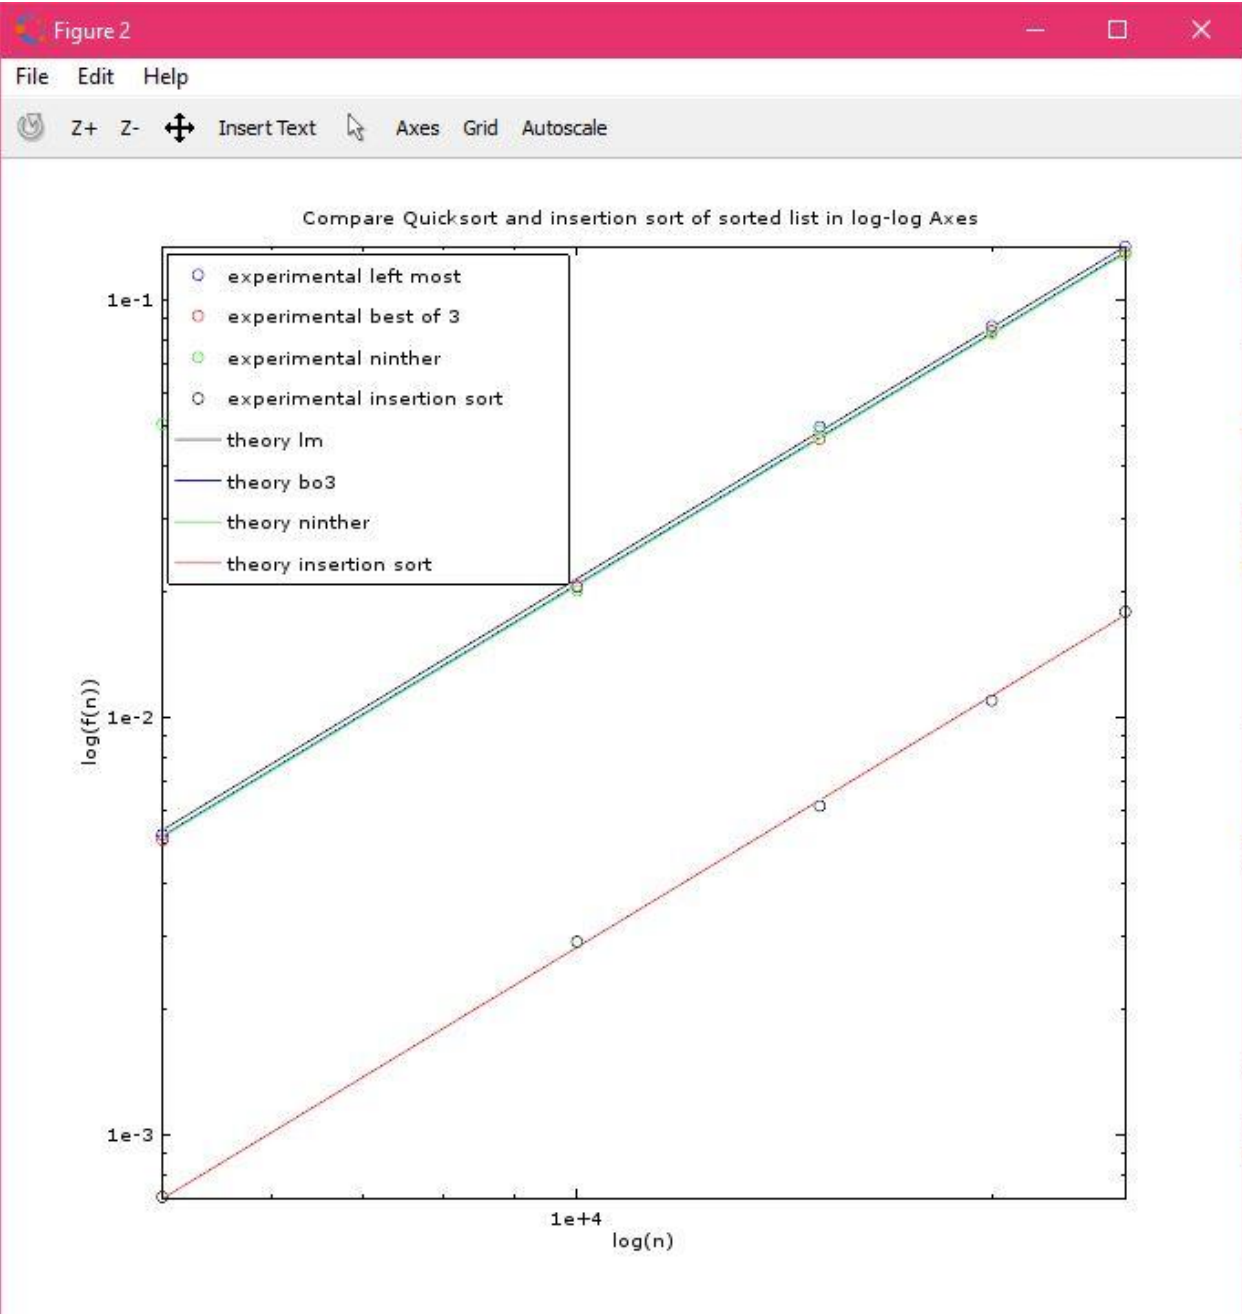 Figure 2
File Edit Help
Z+ Z- Insert Text Axes Grid Autoscale
Compare Quicksort and insertion sort of sorted list in log-log Axes
experimental left most
experimental best of 3
experimental ninther
experimental insertion sort
theory lm
theory bo3
theory ninther
theory insertion sort
1e-1
1e-2
1e-3
log(f(n))
1e+4
log(n)